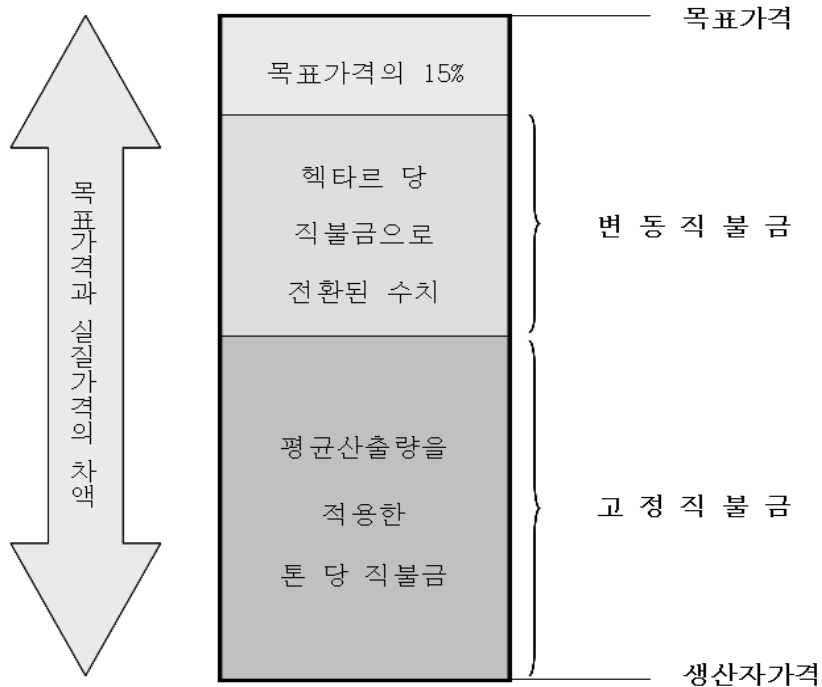 목표가격
목표가격의 15%
헥타르 당
직불금으로
전환된 수치
변 동 직 불 금
목표가격과 실질가격의 차액
평균산출량을
적용한
톤 당 직불금
고 정 직 불 금
생산자가격